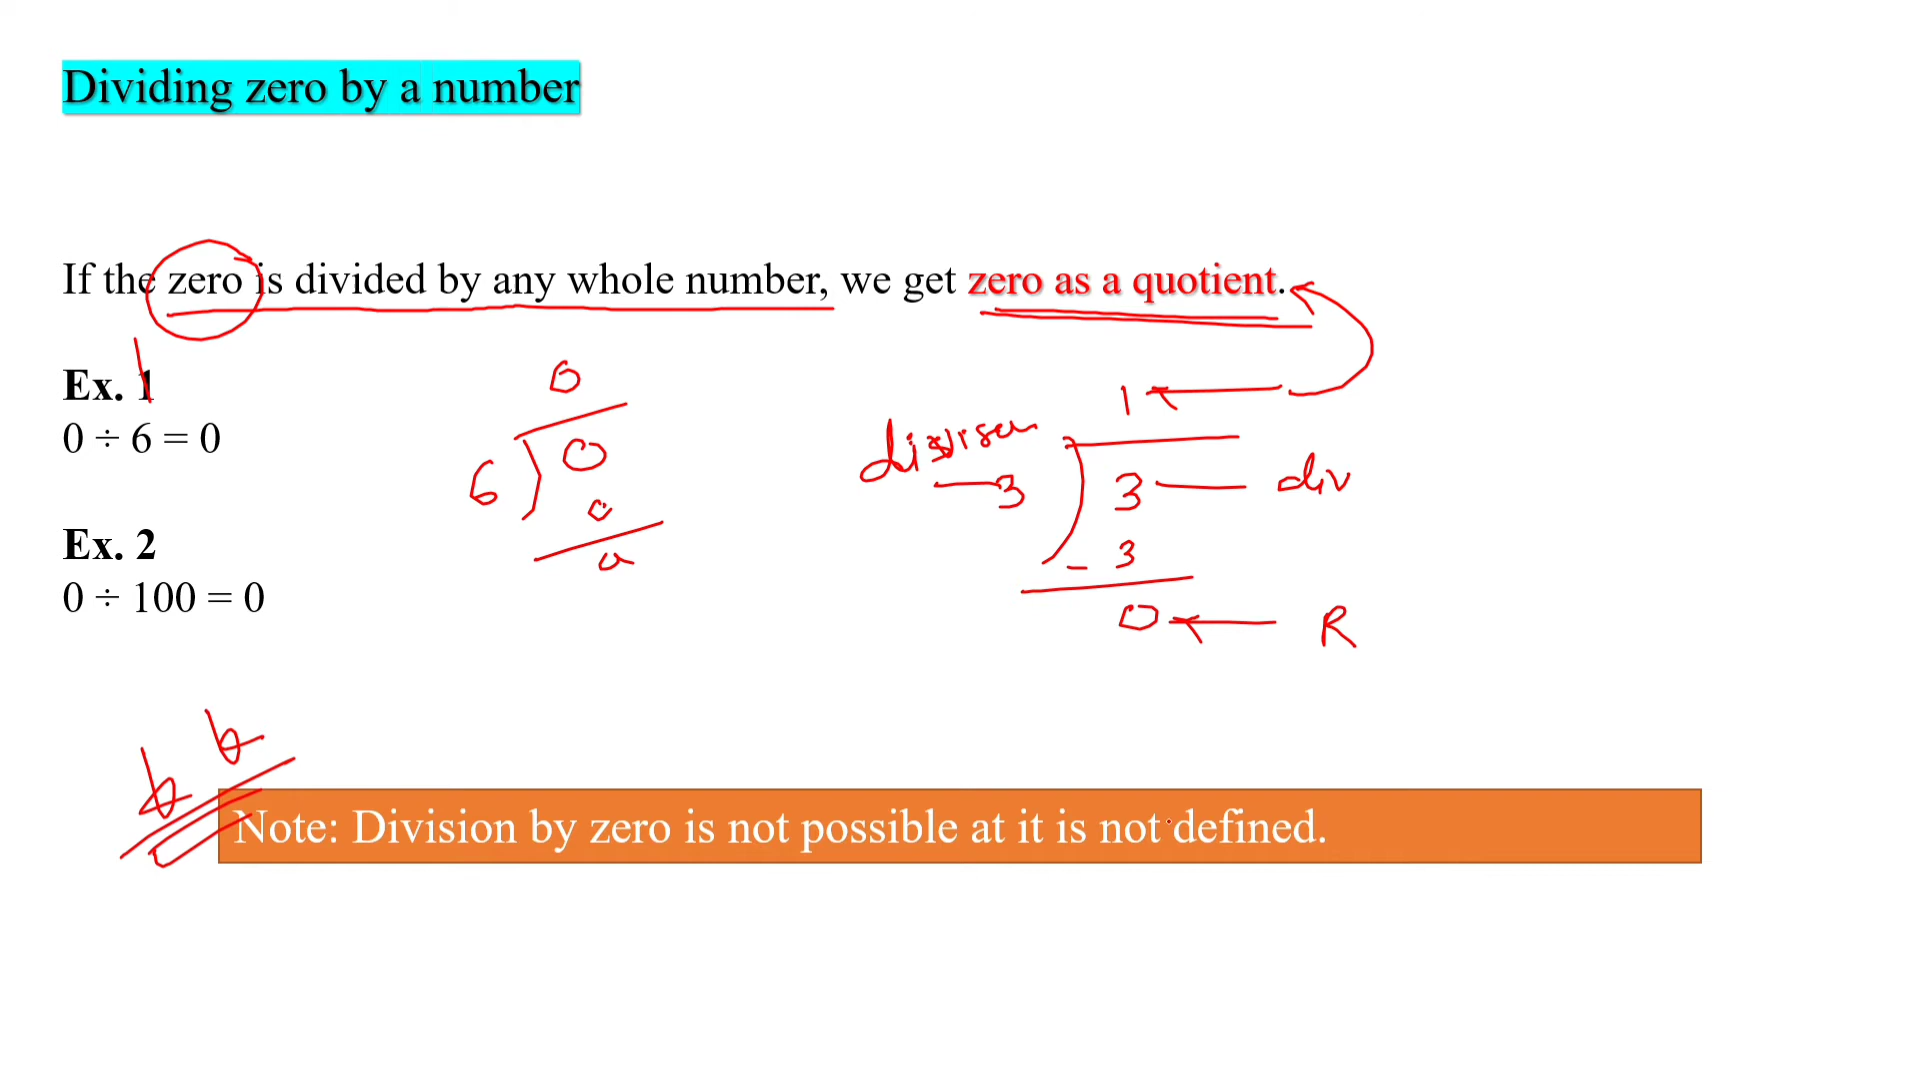 Dividing zero by a number
If the zero is divided by any whole number, we get zero as a quotient.
Ex. 1
0 ÷ 6 = 0
0
6 0
0
0
1
3 3 div
- 3
0 R
Ex. 2
0 ÷ 100 = 0
Note: Division by zero is not possible at it is not defined.